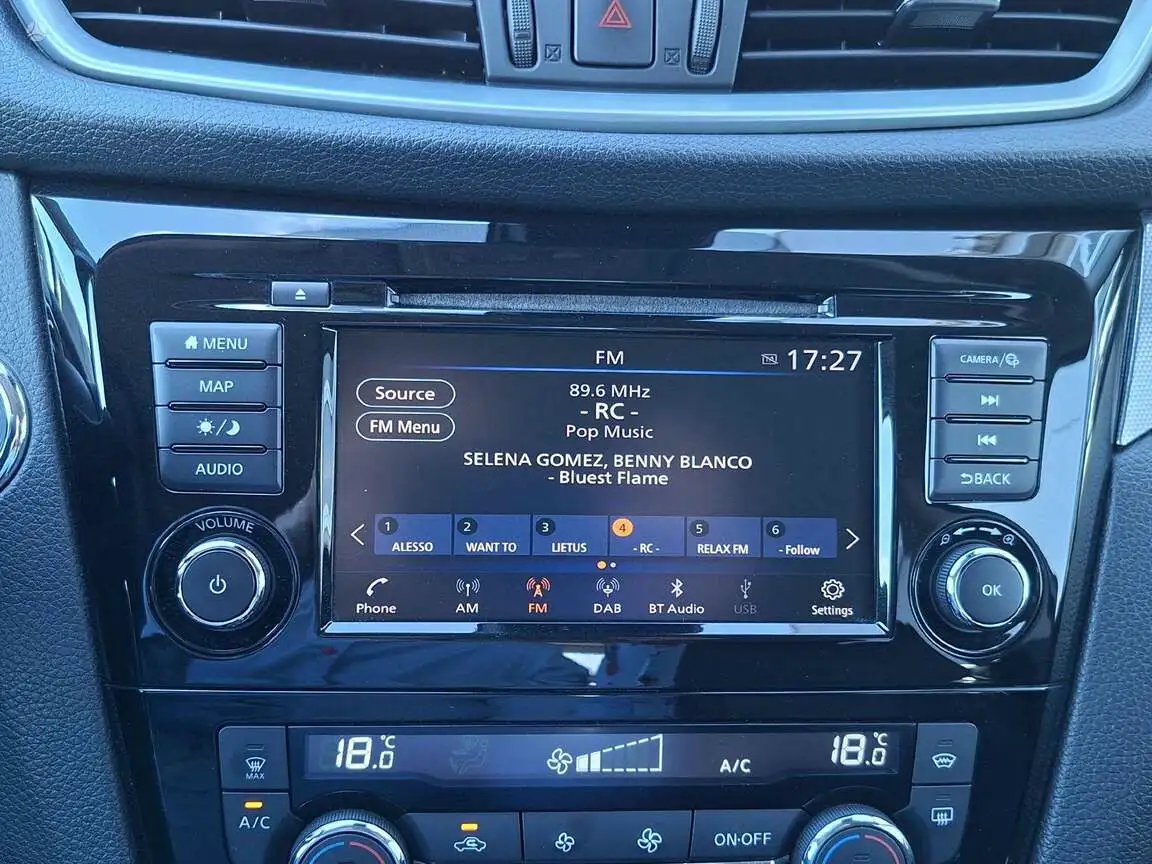 FM
17:27
MENU
MAP
AUDIO
VOLUME
Source
FM Menu
89.6 MHz
- RC -
Pop Music
SELENA GOMEZ, BENNY BLANCO
- Bluest Flame
1 ALESSO
2 WANT TO
3 LIETUS
4 - RC -
5 RELAX FM
6 - Follow
Phone
AM
FM
DAB
BT Audio
USB
Settings
CAMERA/
BACK
OK
18.0 °C
A/C
18.0 °C
MAX
A/C
ON·OFF